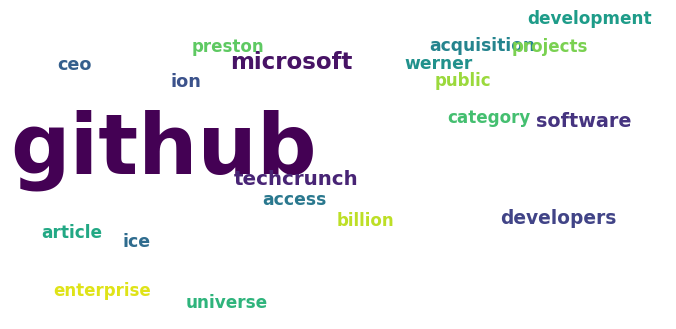 development
preston
acquisition
projects
ceo
microsoft
werner
ion
public
category
software
github
techcrunch
access
billion
developers
article
ice
enterprise
universe